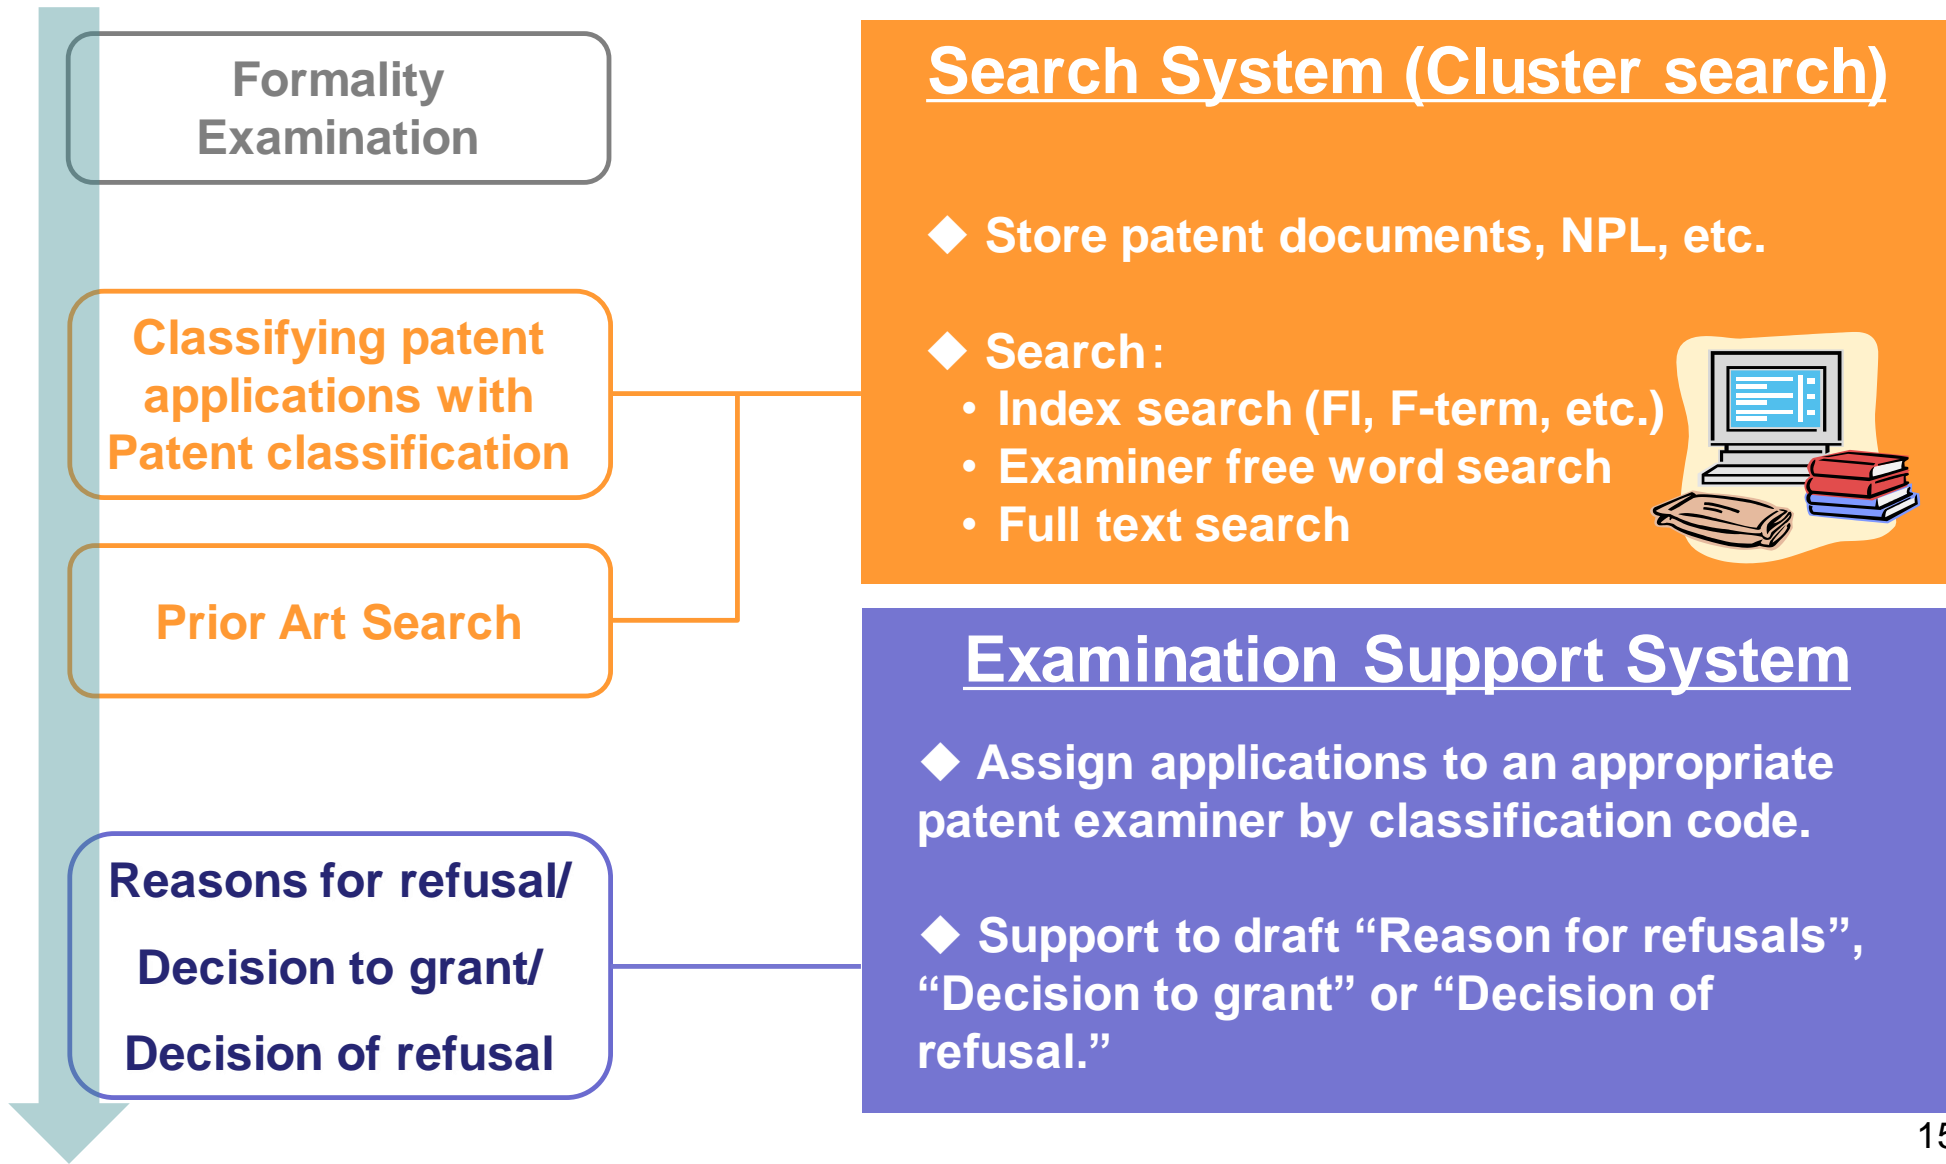 Formality
Examination
Classifying patent
applications with
Patent classification
Prior Art Search
Reasons for refusal/
Decision to grant/
Decision of refusal
Search System (Cluster search)
◆ Store patent documents, NPL, etc.
◆ Search：
• Index search (FI, F-term, etc.)
• Examiner free word search
• Full text search
Examination Support System
◆ Assign applications to an appropriate
patent examiner by classification code.
◆ Support to draft “Reason for refusals”,
“Decision to grant” or “Decision of
refusal.”
15